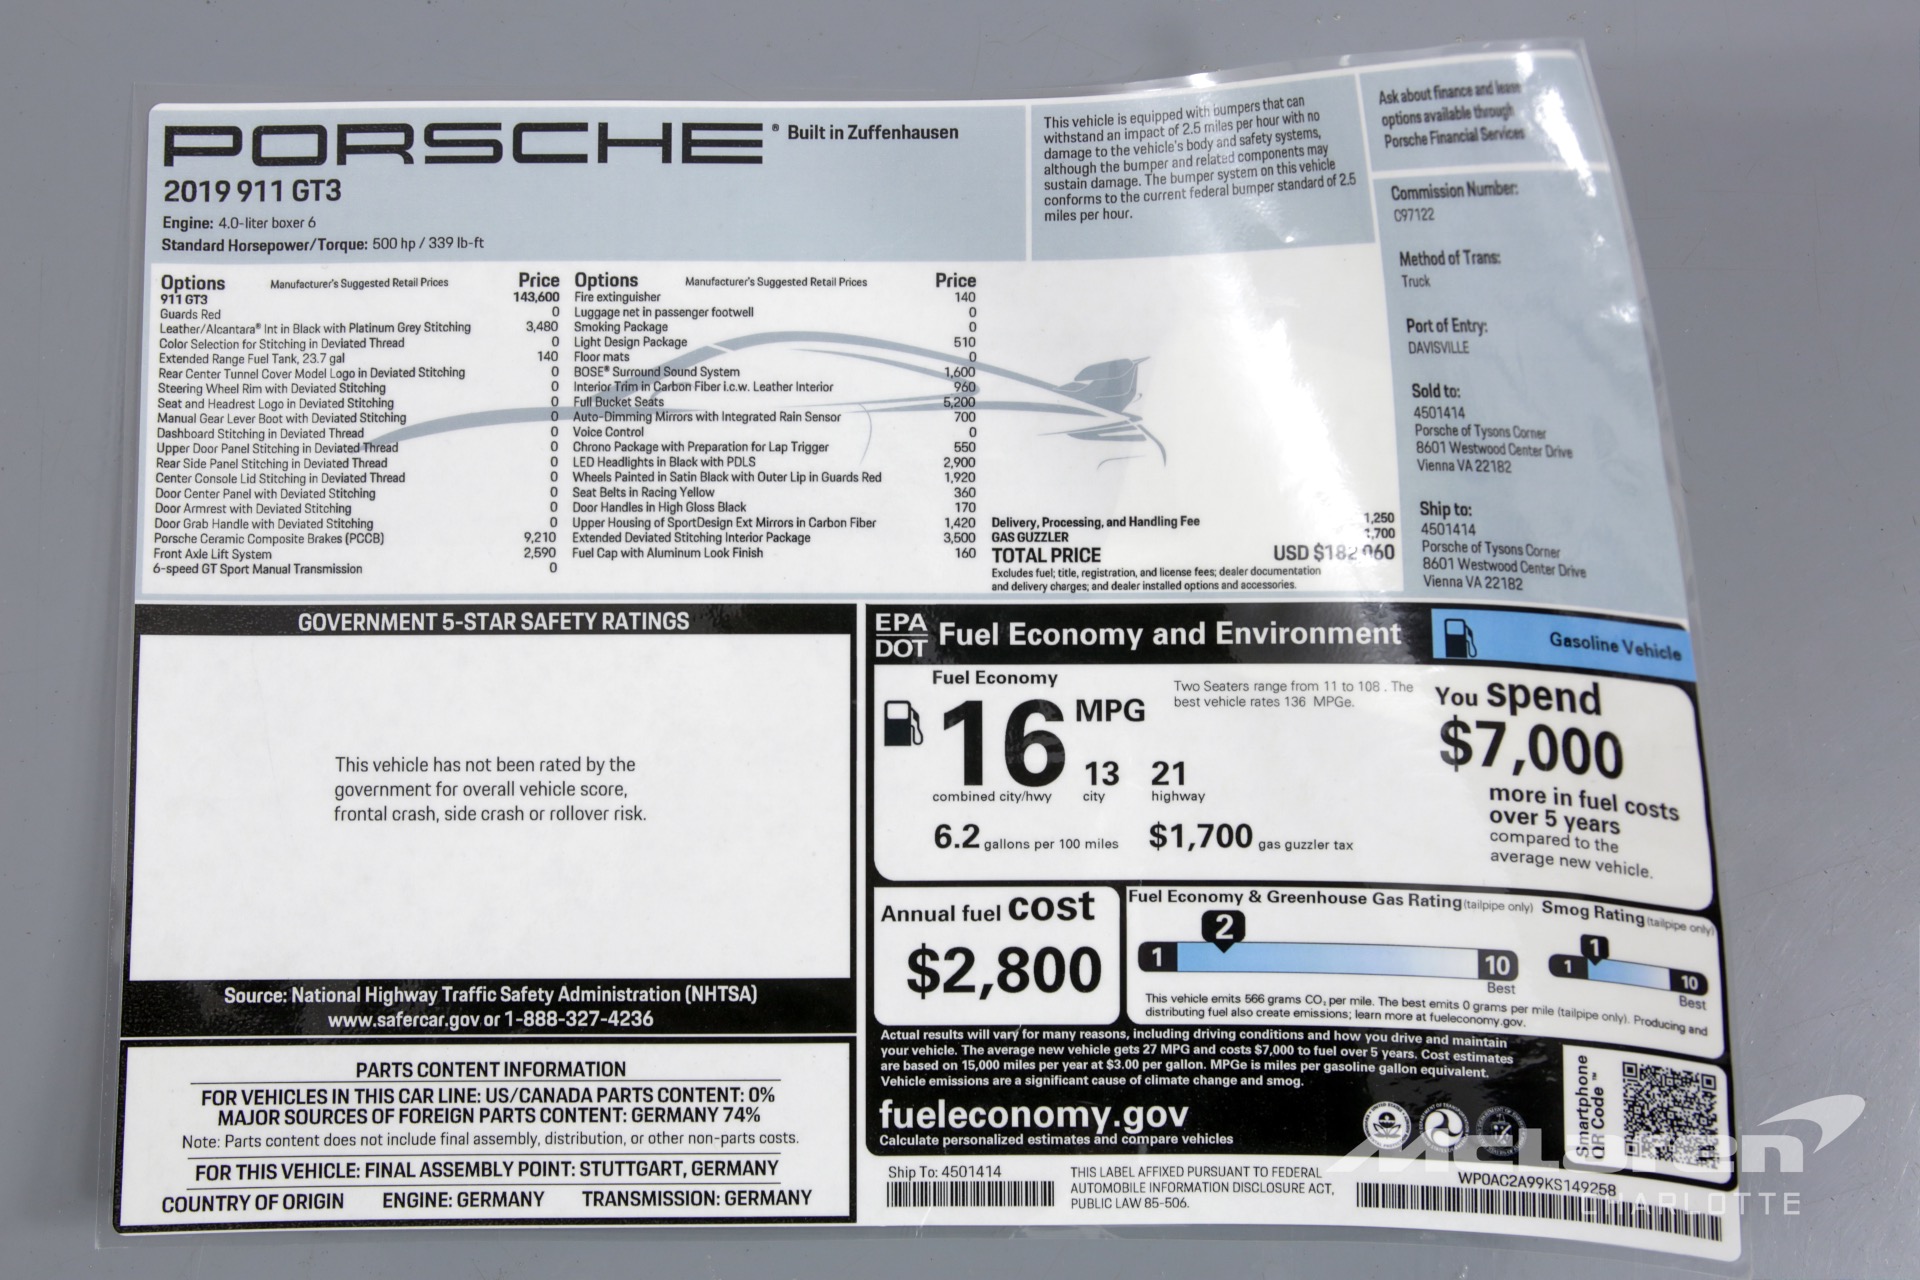 PORSCHE® Built in Zuffenhausen
2019 911 GT3
Engine: 4.0-liter boxer 6
Standard Horsepower/Torque: 500 hp / 339 lb-ft
This vehicle is equipped with bumpers that can
withstand an impact of 2.5 miles per hour with no
damage to the vehicle's body and safety systems,
although the bumper and related components may
sustain damage. The bumper system on this vehicle
conforms to the current federal bumper standard of 2.5
miles per hour.
Ask about finance and lease
options available through
Porsche Financial Services
Commission Number:
C97122
Method of Trans:
Truck
Port of Entry:
DAVISVILLE
Sold to:
4501414
Porsche of Tysons Corner
8601 Westwood Center Drive
Vienna VA 22182
Ship to:
4501414
Porsche of Tysons Corner
8601 Westwood Center Drive
Vienna VA 22182
Options Manufacturer's Suggested Retail Prices Price
911 GT3 143,600
Guards Red 0
Leather/Alcantara® Int in Black with Platinum Grey Stitching 3,480
Color Selection for Stitching in Deviated Thread 0
Extended Range Fuel Tank, 23.7 gal 140
Rear Center Tunnel Cover Model Logo in Deviated Stitching 0
Steering Wheel Rim with Deviated Stitching 0
Seat and Headrest Logo in Deviated Stitching 0
Manual Gear Lever Boot with Deviated Stitching 0
Dashboard Stitching in Deviated Thread 0
Upper Door Panel Stitching in Deviated Thread 0
Rear Side Panel Stitching in Deviated Thread 0
Center Console Lid Stitching in Deviated Thread 0
Door Center Panel with Deviated Stitching 0
Door Armrest with Deviated Stitching 0
Door Grab Handle with Deviated Stitching 0
Porsche Ceramic Composite Brakes (PCCB) 9,210
Front Axle Lift System 2,590
6-speed GT Sport Manual Transmission 0
Options Manufacturer's Suggested Retail Prices Price
Fire extinguisher 140
Luggage net in passenger footwell 0
Smoking Package 0
Light Design Package 510
Floor mats 0
BOSE® Surround Sound System 1,600
Interior Trim in Carbon Fiber i.c.w. Leather Interior 960
Full Bucket Seats 5,200
Auto-Dimming Mirrors with Integrated Rain Sensor 700
Voice Control 0
Chrono Package with Preparation for Lap Trigger 550
LED Headlights in Black with PDLS 2,900
Wheels Painted in Satin Black with Outer Lip in Guards Red 1,920
Seat Belts in Racing Yellow 360
Door Handles in High Gloss Black 170
Upper Housing of SportDesign Ext Mirrors in Carbon Fiber 1,420
Extended Deviated Stitching Interior Package 3,500
Fuel Cap with Aluminum Look Finish 160
Delivery, Processing, and Handling Fee 1,250
GAS GUZZLER 1,700
TOTAL PRICE USD $182,060
Excludes fuel; title, registration, and license fees; dealer documentation
and delivery charges; and dealer installed options and accessories.
GOVERNMENT 5-STAR SAFETY RATINGS
This vehicle has not been rated by the
government for overall vehicle score,
frontal crash, side crash or rollover risk.
Source: National Highway Traffic Safety Administration (NHTSA)
www.safercar.gov or 1-888-327-4236
PARTS CONTENT INFORMATION
FOR VEHICLES IN THIS CAR LINE: US/CANADA PARTS CONTENT: 0%
MAJOR SOURCES OF FOREIGN PARTS CONTENT: GERMANY 74%
Note: Parts content does not include final assembly, distribution, or other non-parts costs.
FOR THIS VEHICLE: FINAL ASSEMBLY POINT: STUTTGART, GERMANY
COUNTRY OF ORIGIN ENGINE: GERMANY TRANSMISSION: GERMANY
EPA
DOT
Fuel Economy and Environment
Gasoline Vehicle
Fuel Economy
16 MPG
combined city/hwy
13
city
21
highway
Two Seaters range from 11 to 108 . The
best vehicle rates 136 MPGe.
6.2 gallons per 100 miles
$1,700 gas guzzler tax
You spend
$7,000
more in fuel costs
over 5 years
compared to the
average new vehicle.
Annual fuel cost
$2,800
Fuel Economy & Greenhouse Gas Rating (tailpipe only)
2
1 10
Best
Smog Rating (tailpipe only)
1
1 10
Best
This vehicle emits 566 grams CO₂ per mile. The best emits 0 grams per mile (tailpipe only). Producing and
distributing fuel also create emissions; learn more at fueleconomy.gov.
Actual results will vary for many reasons, including driving conditions and how you drive and maintain
your vehicle. The average new vehicle gets 27 MPG and costs $7,000 to fuel over 5 years. Cost estimates
are based on 15,000 miles per year at $3.00 per gallon. MPGe is miles per gasoline gallon equivalent.
Vehicle emissions are a significant cause of climate change and smog.
fueleconomy.gov
Calculate personalized estimates and compare vehicles
Smartphone
QR Code™
Ship To: 4501414
THIS LABEL AFFIXED PURSUANT TO FEDERAL
AUTOMOBILE INFORMATION DISCLOSURE ACT,
PUBLIC LAW 85-506.
WP0AC2A99KS149258
McLaren
CHARLOTTE